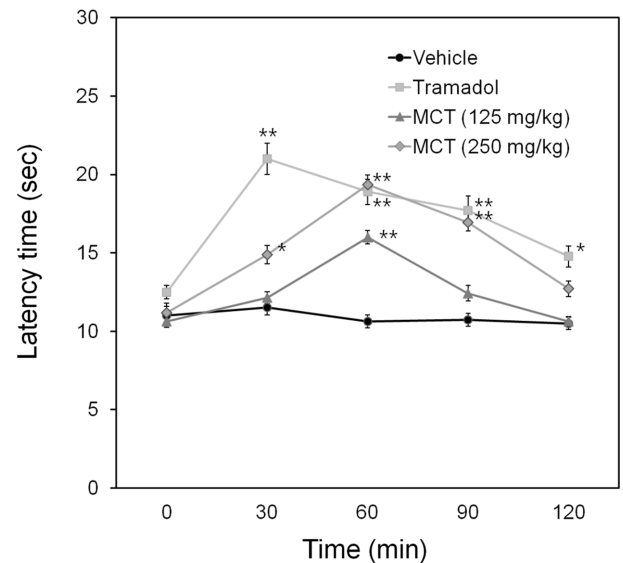 30
Vehicle
Tramadol
MCT (125 mg/kg)
MCT (250 mg/kg)
25
**
20
**
**
**
**
15
*
**
*
10
5
0
0 30 60 90 120
Latency time (sec)
Time (min)